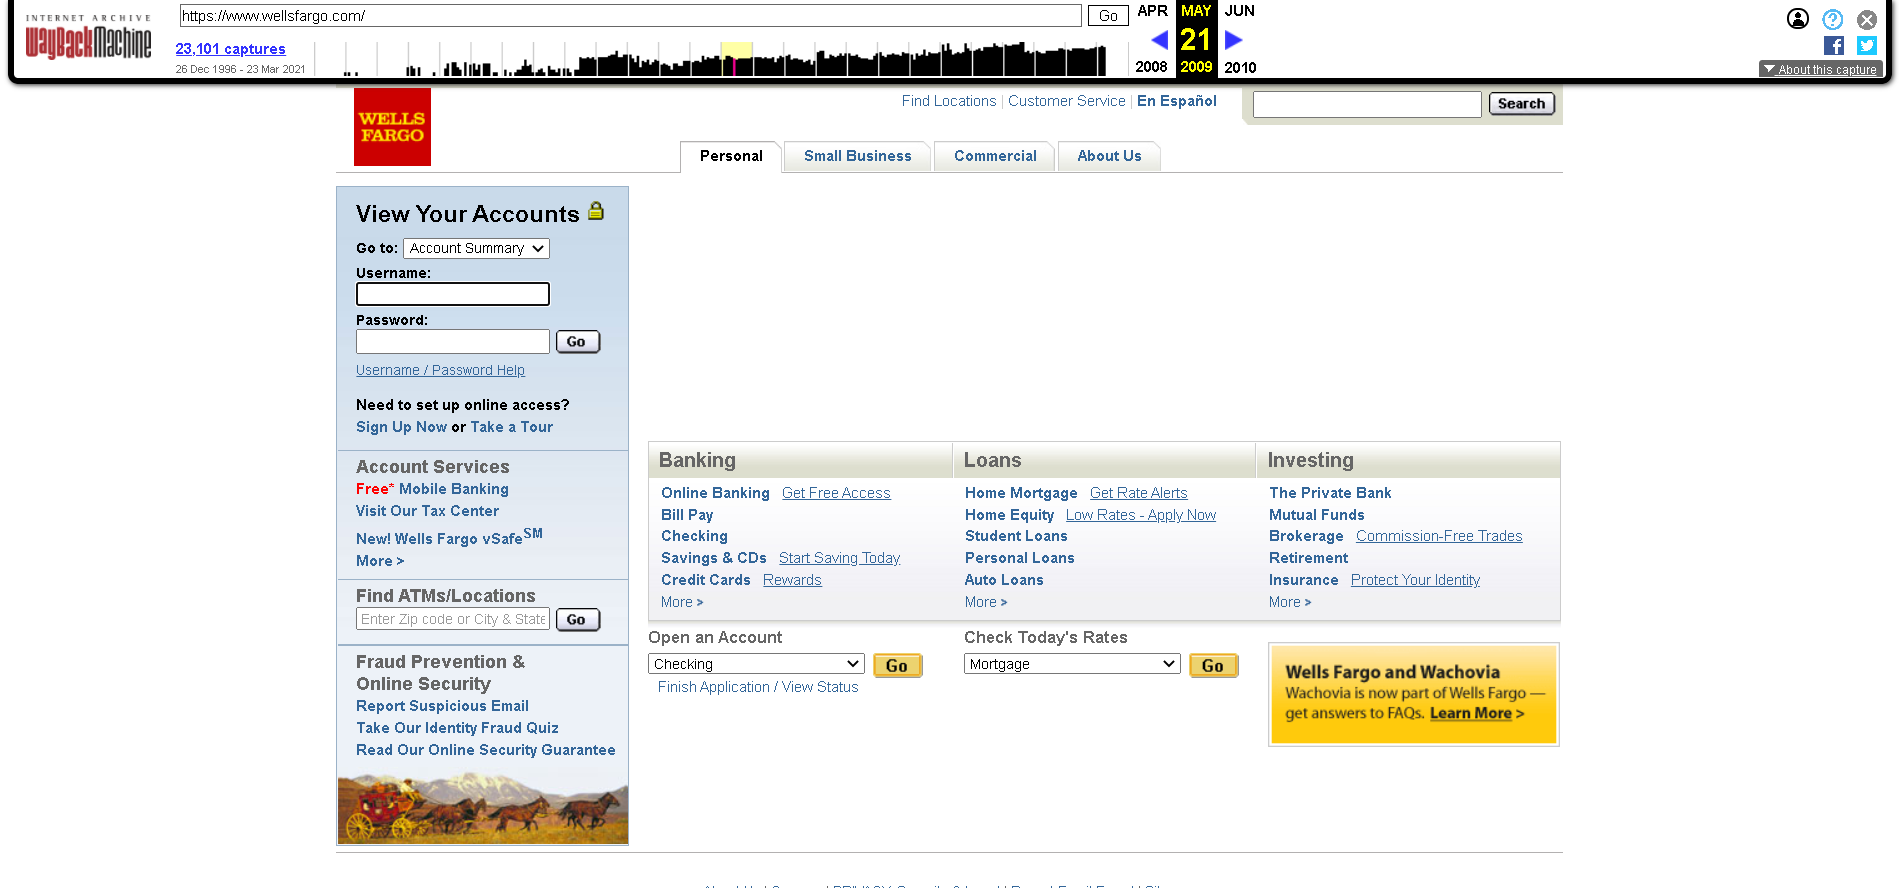 INTERNET ARCHIVE
WayBackMachine
https://www.wellsfargo.com/
Go
23,101 captures
26 Dec 1996 - 23 Mar 2021
APR MAY JUN
21
2008 2009 2010
About this capture
WELLS
FARGO
Find Locations | Customer Service | En Español
Search
Personal
Small Business
Commercial
About Us
View Your Accounts
Go to: Account Summary
Username:
Password:
Go
Username / Password Help
Need to set up online access?
Sign Up Now or Take a Tour
Account Services
Free* Mobile Banking
Visit Our Tax Center
New! Wells Fargo vSafeSM
More >
Find ATMs/Locations
Enter Zip code or City & State
Go
Fraud Prevention &
Online Security
Report Suspicious Email
Take Our Identity Fraud Quiz
Read Our Online Security Guarantee
Banking
Online Banking Get Free Access
Bill Pay
Checking
Savings & CDs Start Saving Today
Credit Cards Rewards
More >
Loans
Home Mortgage Get Rate Alerts
Home Equity Low Rates - Apply Now
Student Loans
Personal Loans
Auto Loans
More >
Investing
The Private Bank
Mutual Funds
Brokerage Commission-Free Trades
Retirement
Insurance Protect Your Identity
More >
Open an Account
Checking
Go
Finish Application / View Status
Check Today's Rates
Mortgage
Go
Wells Fargo and Wachovia
Wachovia is now part of Wells Fargo —
get answers to FAQs. Learn More >